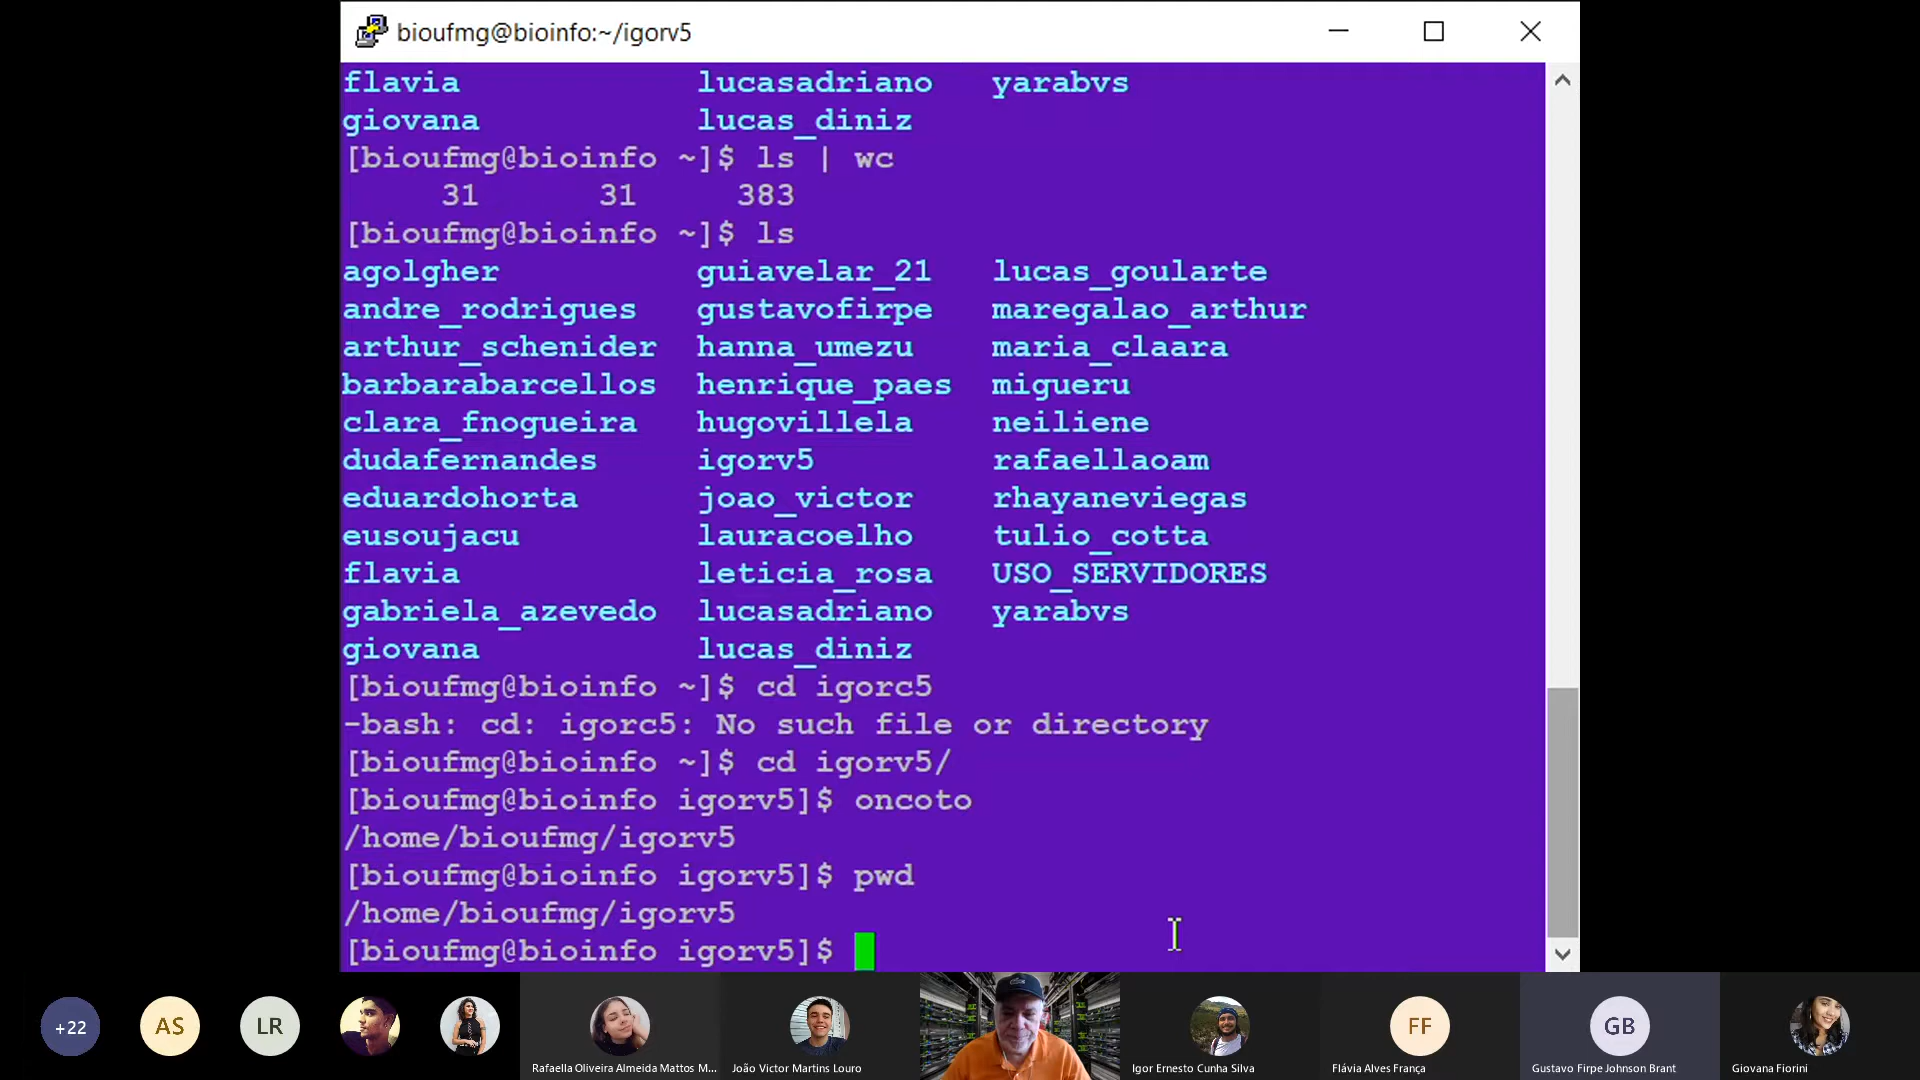 bioufmg@bioinfo:~/igorv5
flavia lucasadriano yarabvs
giovana lucas_diniz
[bioufmg@bioinfo ~]$ ls | wc
31 31 383
[bioufmg@bioinfo ~]$ ls
agolgher guiavelar_21 lucas_goularte
andre_rodrigues gustavofirpe maregalao_arthur
arthur_schenider hanna_umezu maria_claara
barbarabarcellos henrique_paes migueru
clara_fnogueira hugovillela neiliene
dudafernandes igorv5 rafaellaoam
eduardohorta joao_victor rhayaneviegas
eusoujacu lauracoelho tulio_cotta
flavia leticia_rosa USO_SERVIDORES
gabriela_azevedo lucasadriano yarabvs
giovana lucas_diniz
[bioufmg@bioinfo ~]$ cd igorc5
-bash: cd: igorc5: No such file or directory
[bioufmg@bioinfo ~]$ cd igorv5/
[bioufmg@bioinfo igorv5]$ oncoto
/home/bioufmg/igorv5
[bioufmg@bioinfo igorv5]$ pwd
/home/bioufmg/igorv5
[bioufmg@bioinfo igorv5]$
+22 AS LR FF GB
Rafaella Oliveira Almeida Mattos M... João Victor Martins Louro Igor Ernesto Cunha Silva Flávia Alves França Gustavo Firpe Johnson Brant Giovana Fiorini